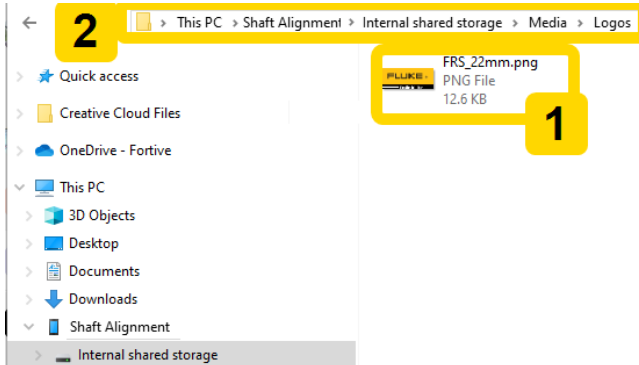 2
This PC > Shaft Alignment > Internal shared storage > Media > Logos
FRS_22mm.png
PNG File
12.6 KB
FLUKE
1
Quick access
Creative Cloud Files
OneDrive - Fortive
This PC
3D Objects
Desktop
Documents
Downloads
Shaft Alignment
Internal shared storage